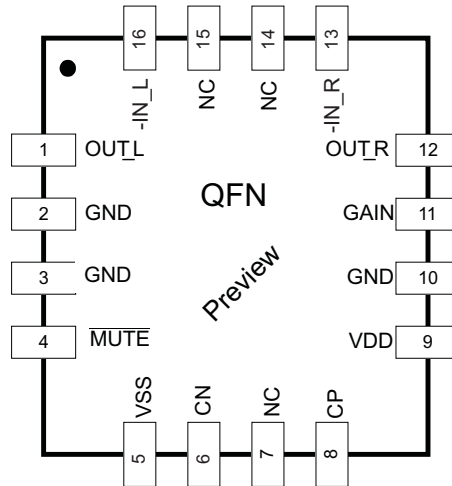 16 15 14 13
-IN_L NC NC -IN_R
1 OUT_L OUT_R 12
QFN
2 GND GAIN 11
3 GND GND 10
Preview
4 MUTE VDD 9
VSS CN NC CP
5 6 7 8